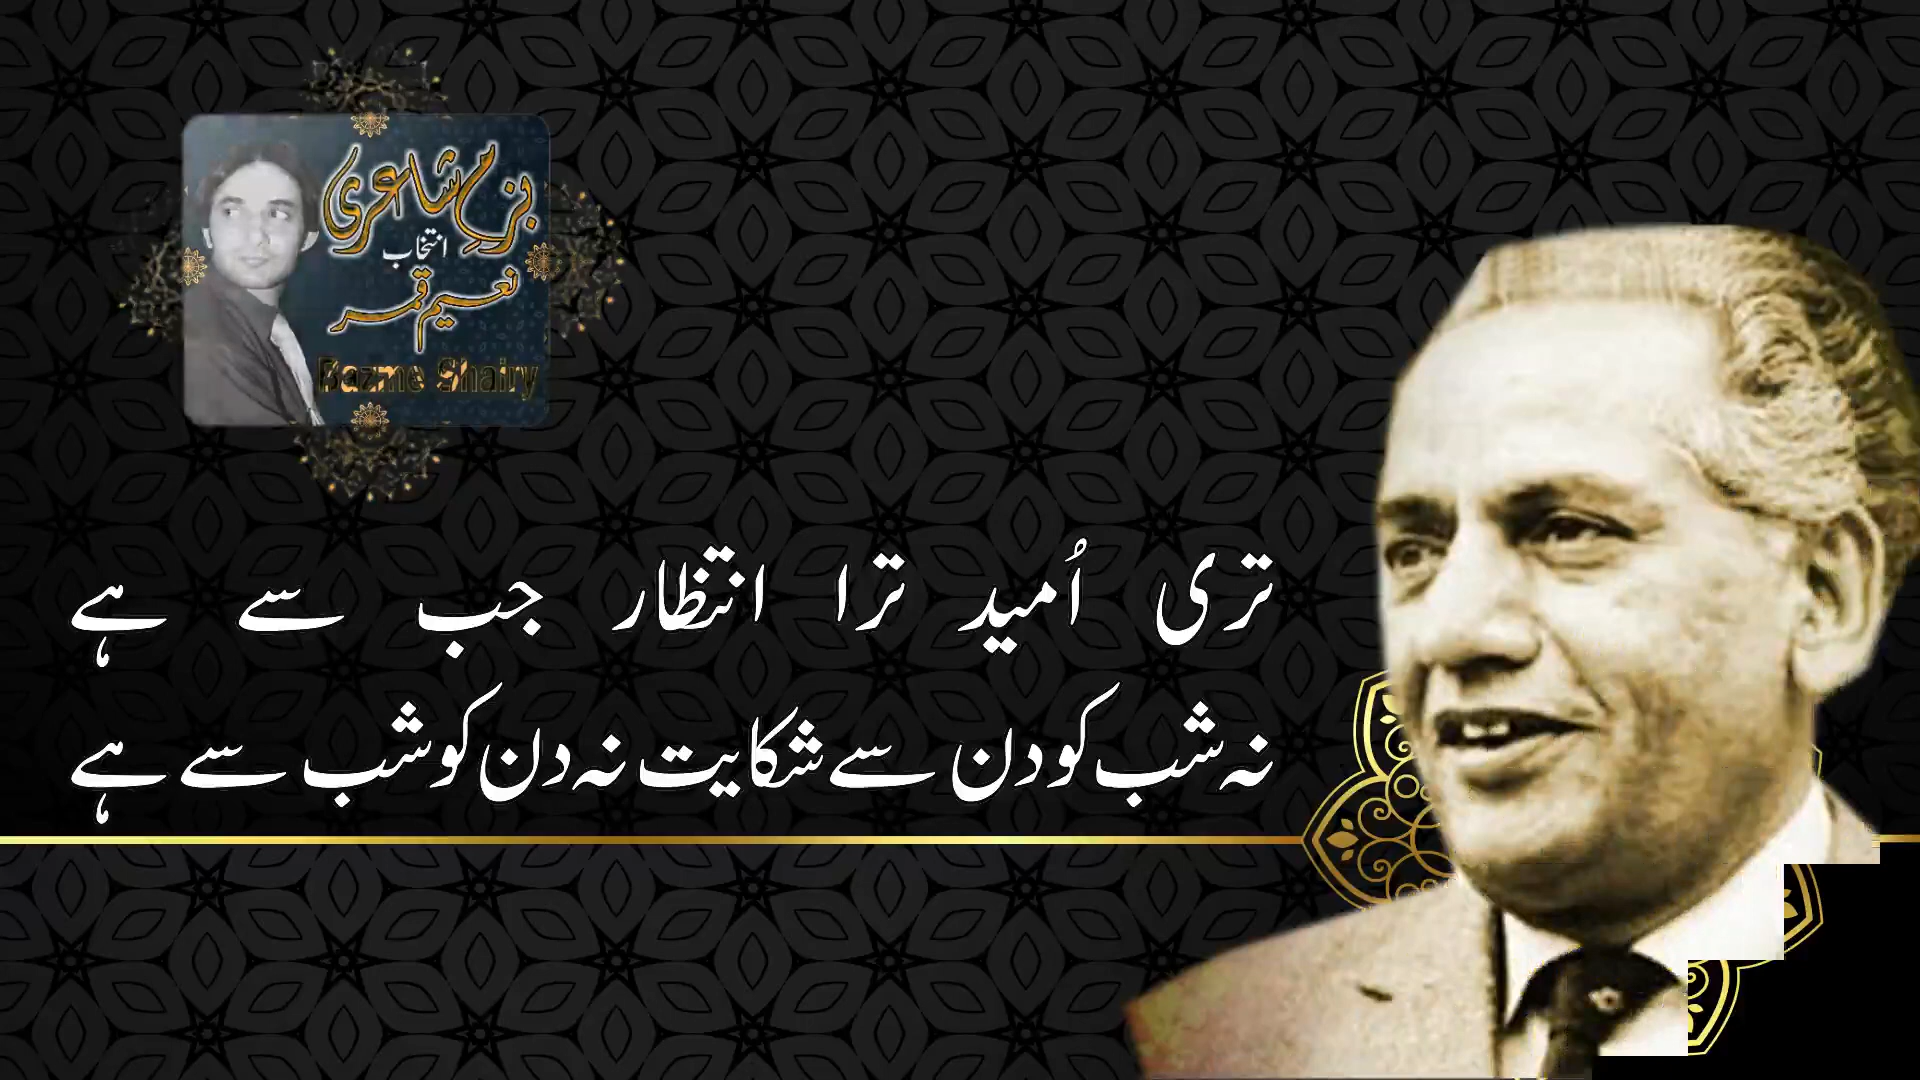 بزمِ شاعری
انتخاب
نعیم قمر
Bazme Shairy
تری اُمید ترا انتظار جب سے ہے
نہ شب کو دن سے شکایت نہ دن کو شب سے ہے